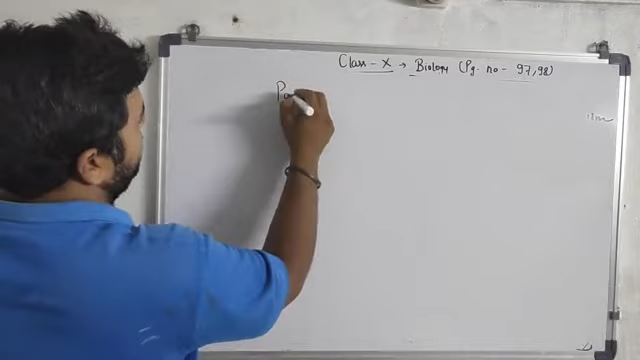 Class - X → Biology (Pg. no - 97, 98)